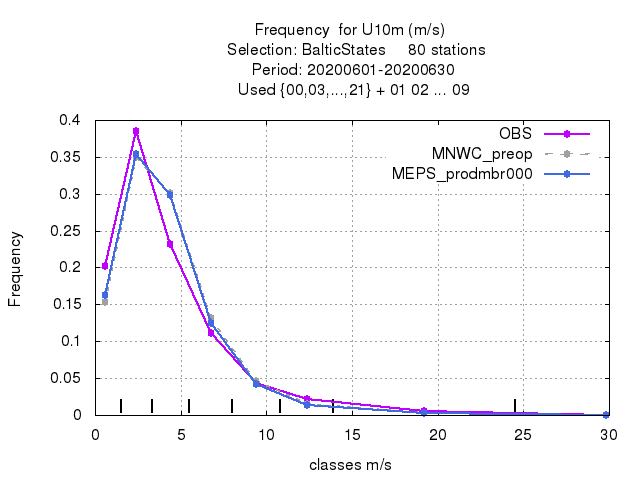 Frequency  for U10m (m/s)
Selection: BalticStates     80 stations
Period: 20200601-20200630
Used {00,03,...,21} + 01 02 ... 09
OBS
MNWC_preop
MEPS_prodmbr000
0.4
0.35
0.3
0.25
0.2
0.15
0.1
0.05
0
Frequency
0 5 10 15 20 25 30
classes m/s